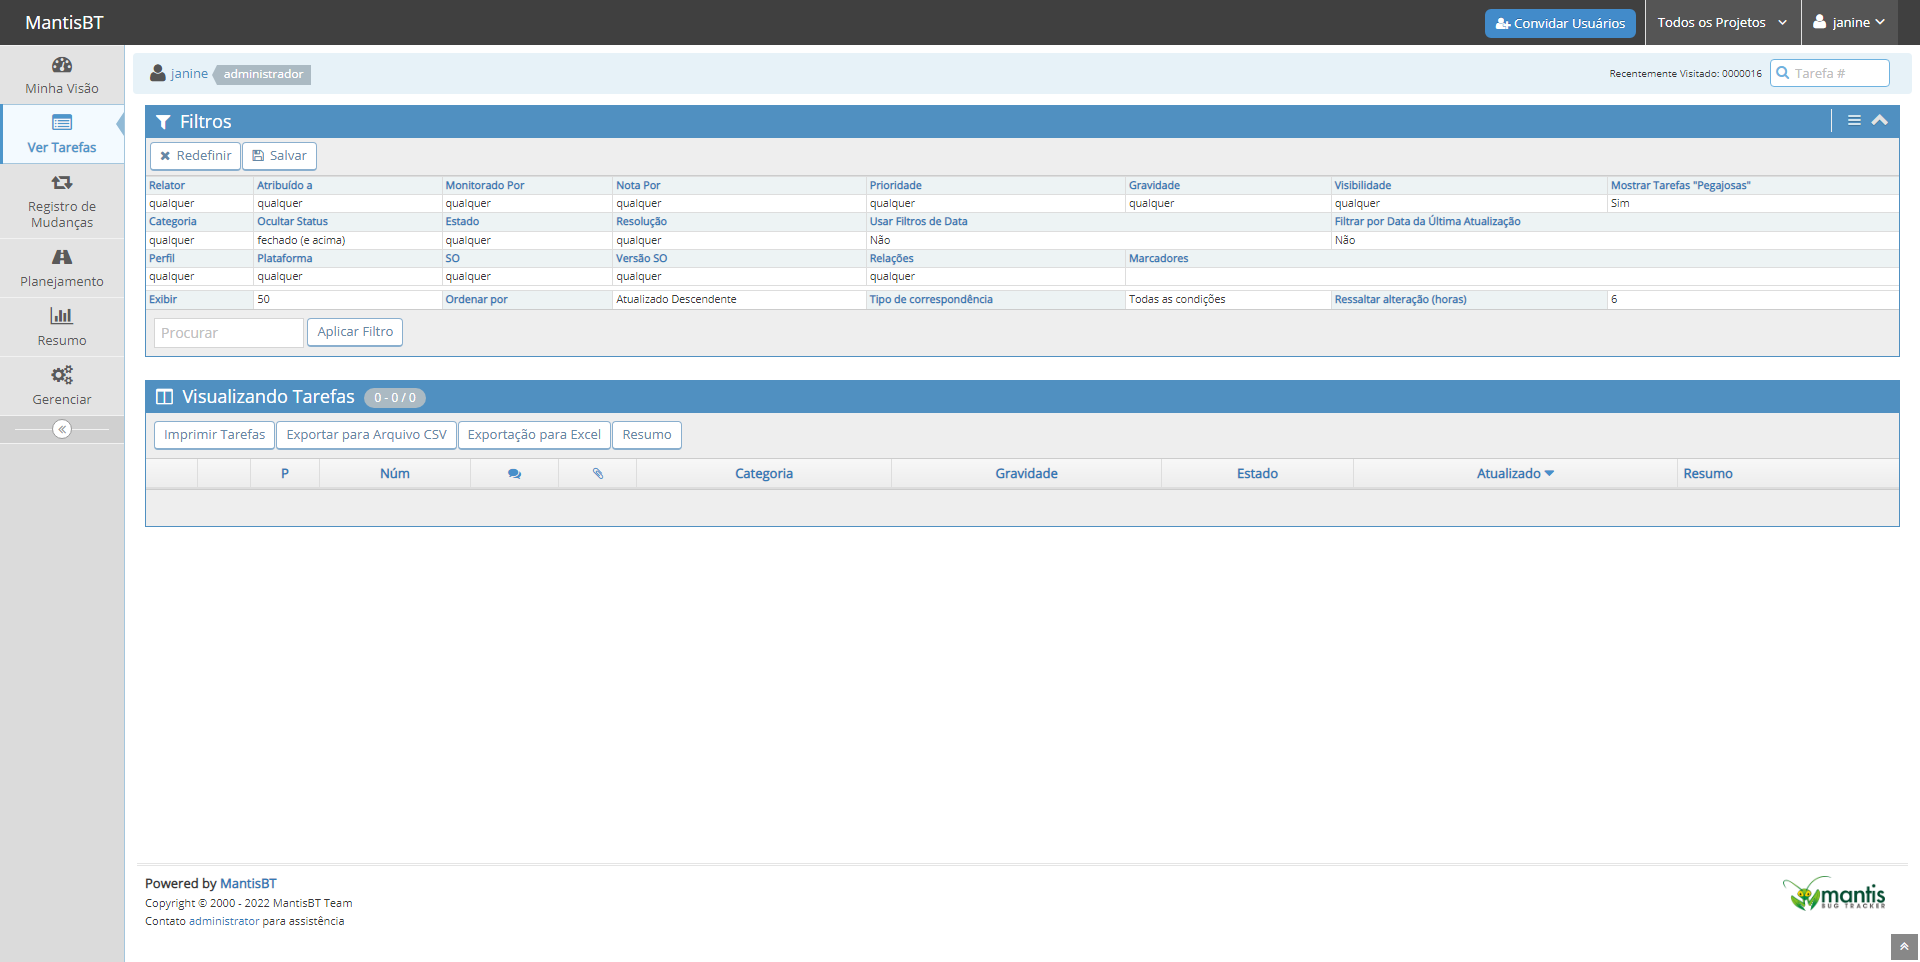 MantisBT
Convidar Usuários
Todos os Projetos
janine
Minha Visão
Ver Tarefas
Registro de
Mudanças
Planejamento
Resumo
Gerenciar
janine administrador
Recentemente Visitado: 0000016
Tarefa #
Filtros
Redefinir Salvar
Relator Atribuído a Monitorado Por Nota Por Prioridade Gravidade Visibilidade Mostrar Tarefas "Pegajosas"
qualquer qualquer qualquer qualquer qualquer qualquer qualquer Sim
Categoria Ocultar Status Estado Resolução Usar Filtros de Data Filtrar por Data da Última Atualização
qualquer fechado (e acima) qualquer qualquer Não Não
Perfil Plataforma SO Versão SO Relações Marcadores
qualquer qualquer qualquer qualquer qualquer
Exibir 50 Ordenar por Atualizado Descendente Tipo de correspondência Todas as condições Ressaltar alteração (horas) 6
Procurar Aplicar Filtro
Visualizando Tarefas 0 - 0 / 0
Imprimir Tarefas Exportar para Arquivo CSV Exportação para Excel Resumo
P Núm Categoria Gravidade Estado Atualizado Resumo
Powered by MantisBT
Copyright © 2000 - 2022 MantisBT Team
Contato administrator para assistência
mantis
BUG TRACKER